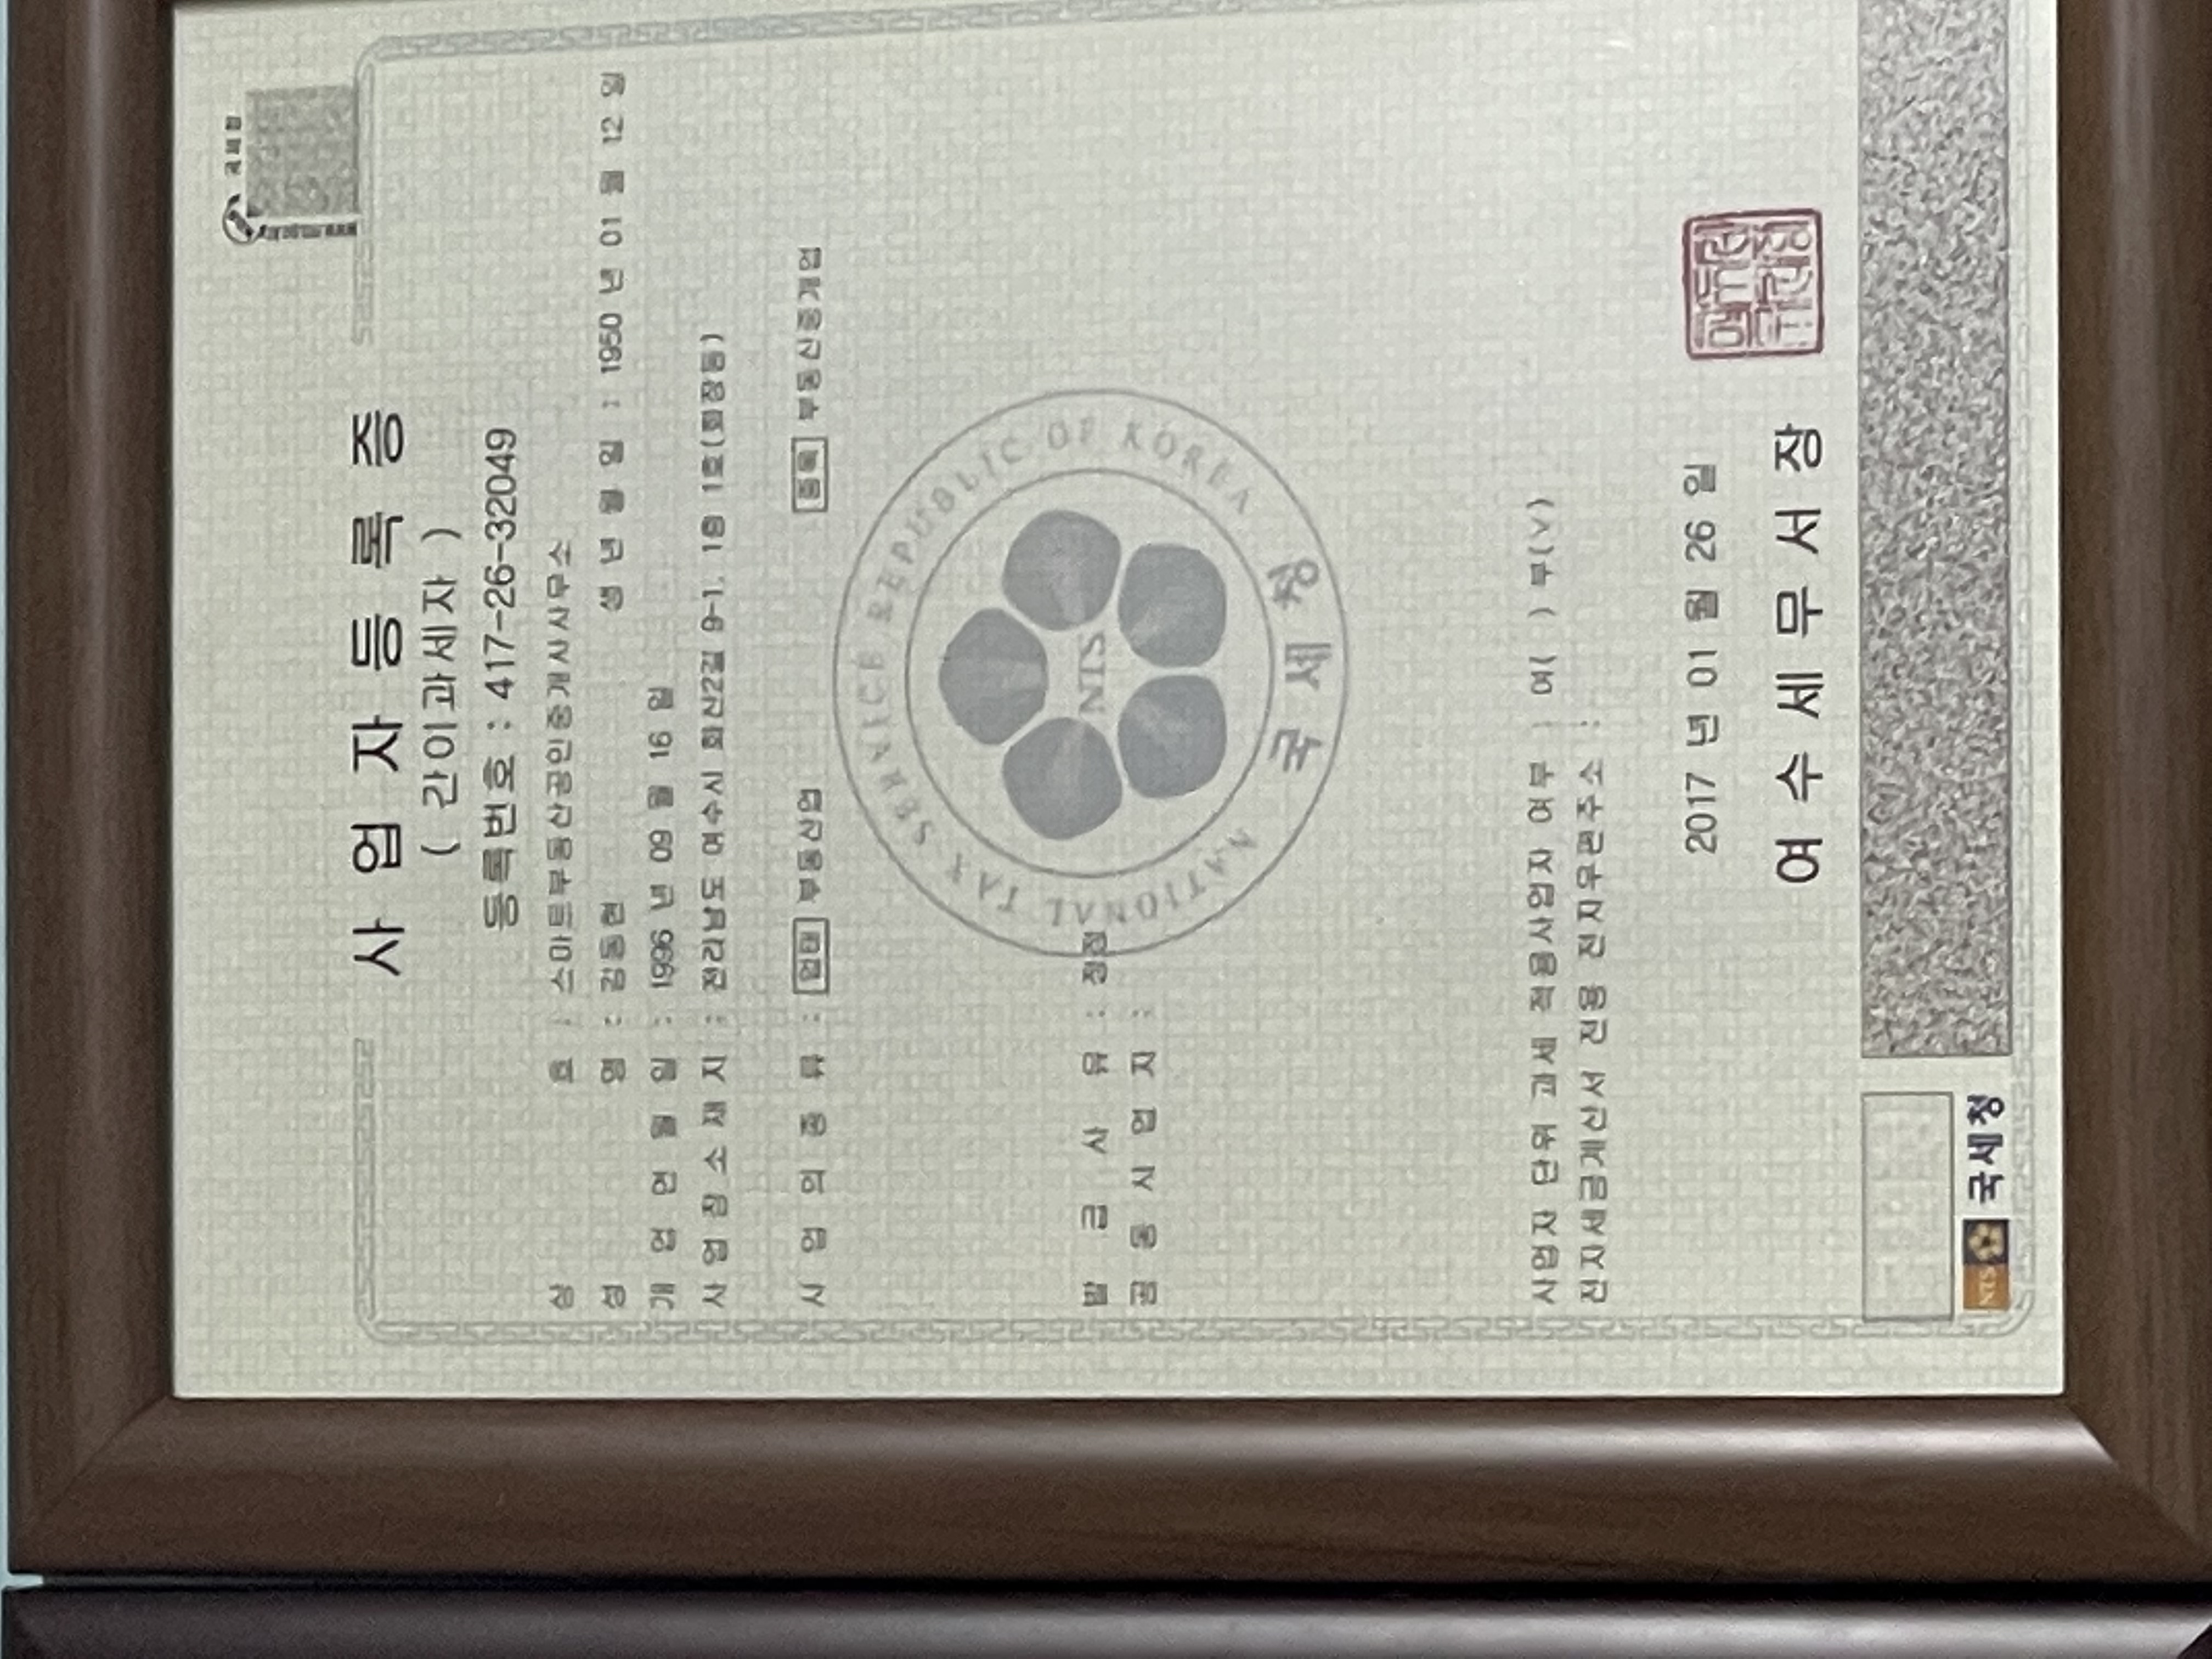 국세청
사업자등록증
( 간이과세자 )
등록번호 : 417-26-32049
상 호 : 스마트부동산공인중개사사무소
성 명 : 김동현 생 년 월 일 : 1950 년 01 월 12 일
개 업 연 월 일 : 1996 년 09 월 16 일
사 업 장 소 재 지 : 전라남도 여수시 화산2길 9-1, 1층 1호(화장동)
사 업 의 종 류 : 업태 부동산업 종목 부동산중개업
NATIONAL TAX SERVICE REPUBLIC OF KOREA
NTS
국세청
발 급 사 유 : 정정
공 동 사 업 자 :
사업자 단위 과세 적용사업자 여부 : 여( ) 부(∨)
전자세금계산서 전용 전자우편주소 :
2017 년 01 월 26 일
여수세무서장
NTS 국세청